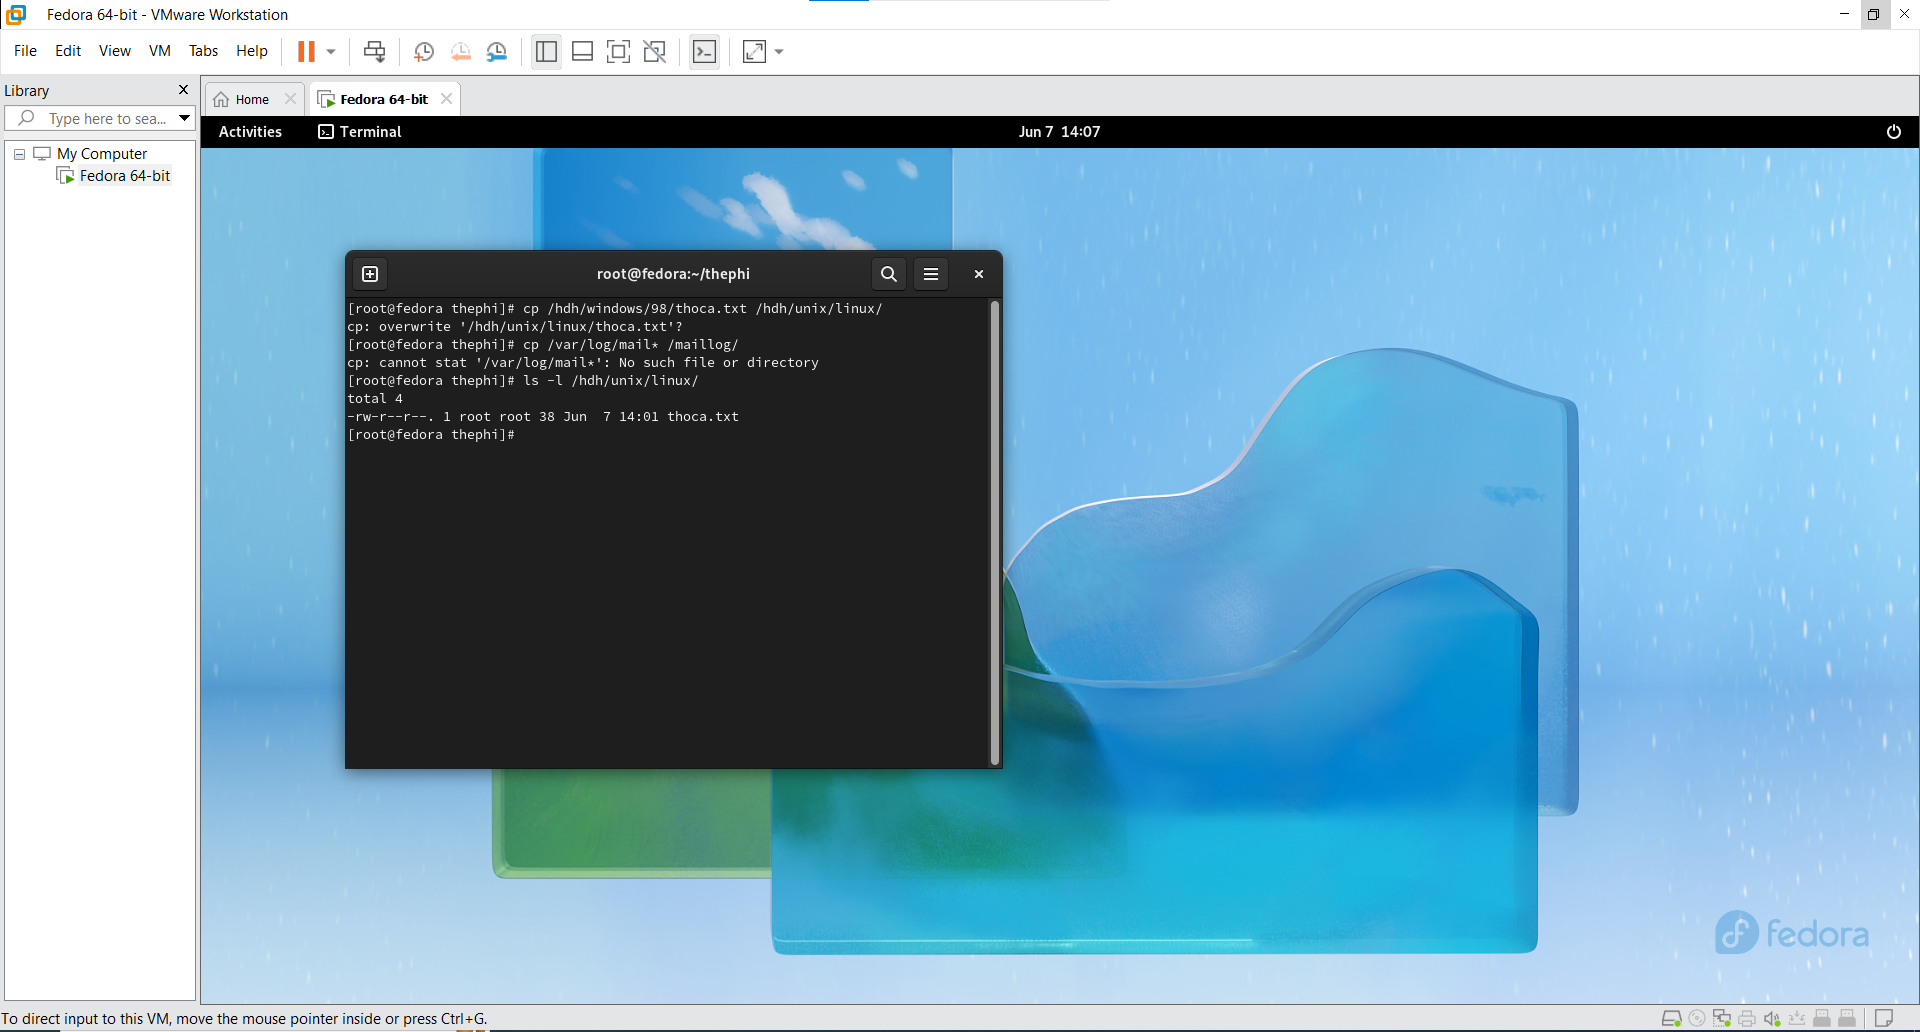 Fedora 64-bit - VMware Workstation
File Edit View VM Tabs Help
Library
Type here to sea...
My Computer
Fedora 64-bit
Home
Fedora 64-bit
Activities
Terminal
Jun 7 14:07
root@fedora:~/thephi
[root@fedora thephi]# cp /hdh/windows/98/thoca.txt /hdh/unix/linux/
cp: overwrite '/hdh/unix/linux/thoca.txt'?
[root@fedora thephi]# cp /var/log/mail* /maillog/
cp: cannot stat '/var/log/mail*': No such file or directory
[root@fedora thephi]# ls -l /hdh/unix/linux/
total 4
-rw-r--r--. 1 root root 38 Jun  7 14:01 thoca.txt
[root@fedora thephi]#
fedora
To direct input to this VM, move the mouse pointer inside or press Ctrl+G.